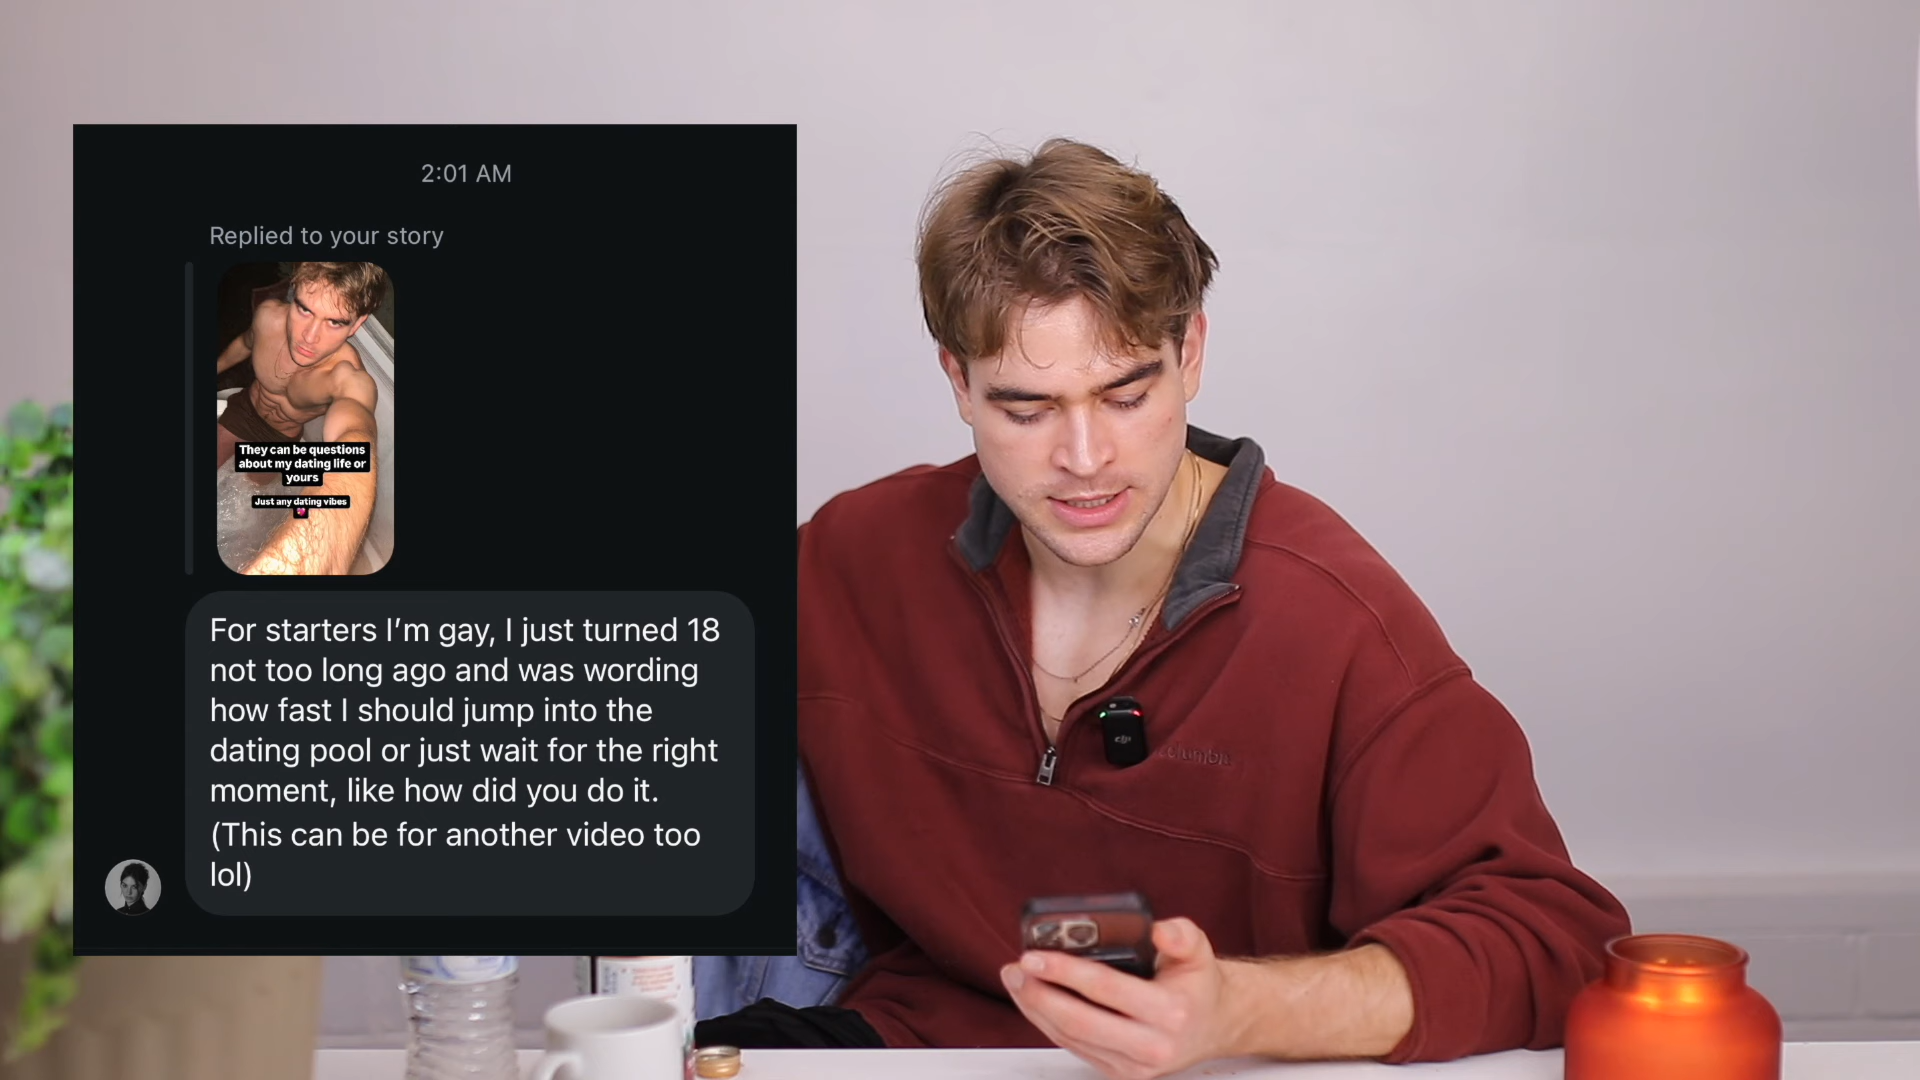 2:01 AM
Replied to your story
They can be questions
about my dating life or
yours
Just any dating vibes
For starters I'm gay, I just turned 18
not too long ago and was wording
how fast I should jump into the
dating pool or just wait for the right
moment, like how did you do it.
(This can be for another video too
lol)
dji
Columbia